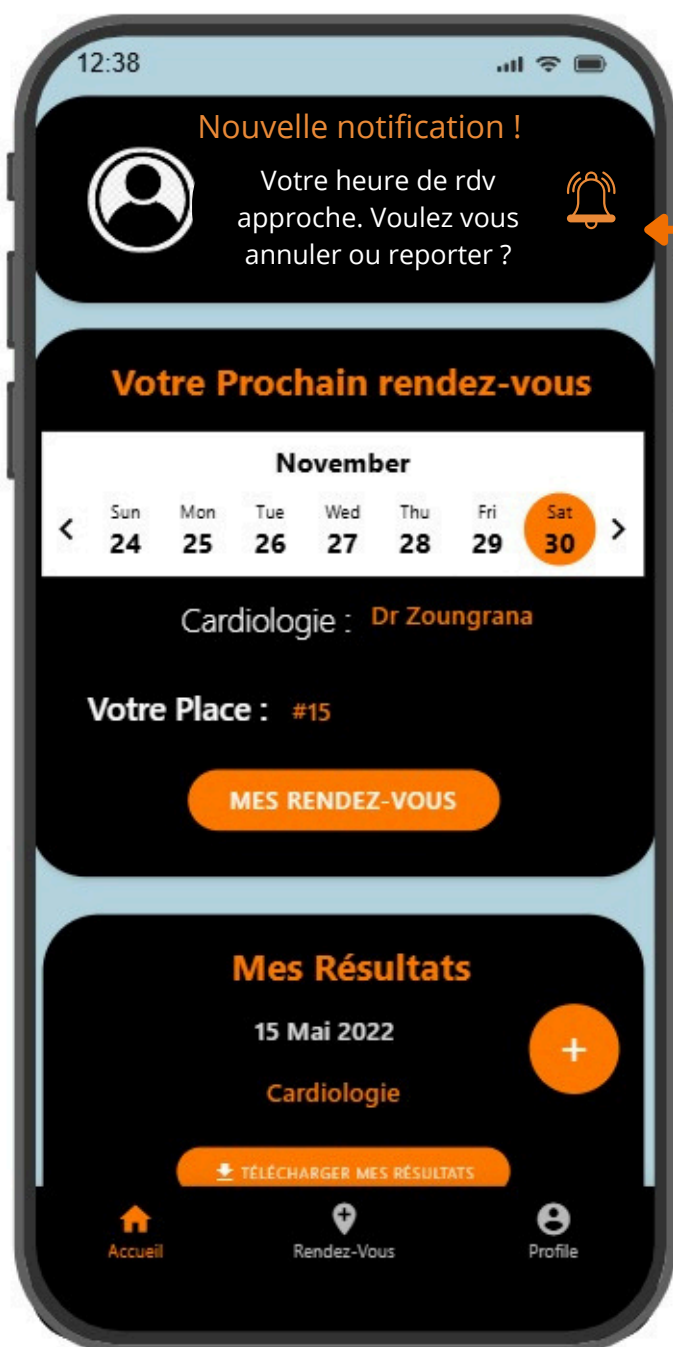 12:38
Nouvelle notification !
Votre heure de rdv
approche. Voulez vous
annuler ou reporter ?
Votre Prochain rendez-vous
November
Sun Mon Tue Wed Thu Fri Sat
24 25 26 27 28 29 30
Cardiologie : Dr Zoungrana
Votre Place : #15
MES RENDEZ-VOUS
Mes Résultats
15 Mai 2022
+
Cardiologie
TÉLÉCHARGER MES RÉSULTATS
Accueil Rendez-Vous Profile